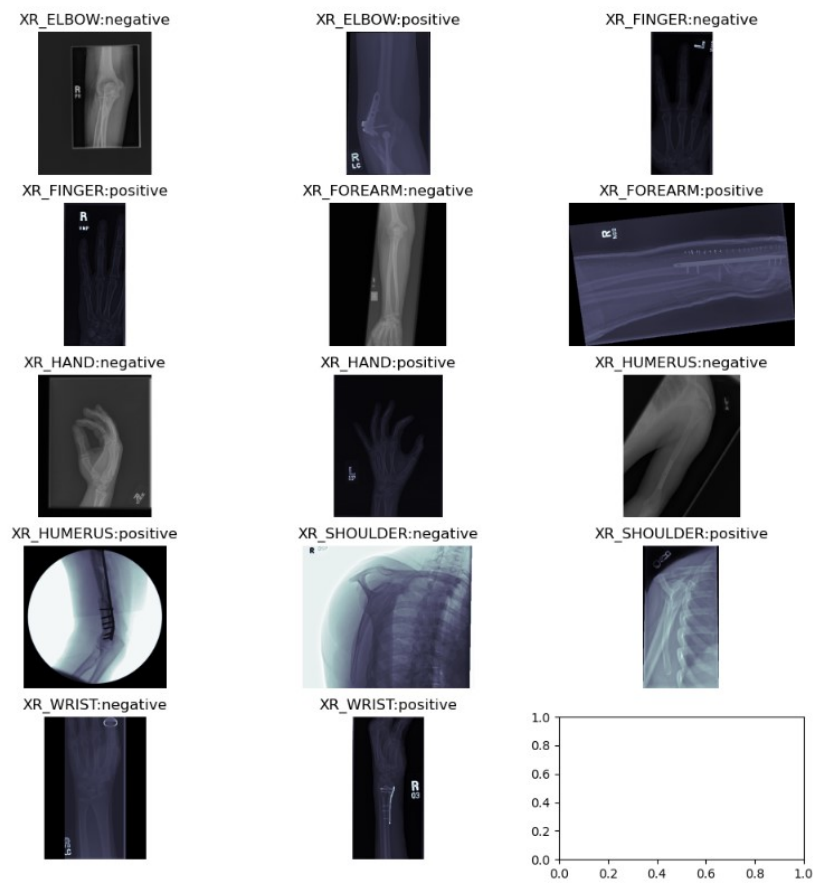 XR_ELBOW:negative
XR_ELBOW:positive
XR_FINGER:negative
R
R
L
XR_FINGER:positive
XR_FOREARM:negative
XR_FOREARM:positive
R
R
XR_HAND:negative
XR_HAND:positive
XR_HUMERUS:negative
XR_HUMERUS:positive
XR_SHOULDER:negative
XR_SHOULDER:positive
R
XR_WRIST:negative
XR_WRIST:positive
R
03
1.0
0.8
0.6
0.4
0.2
0.0
0.0 0.2 0.4 0.6 0.8 1.0